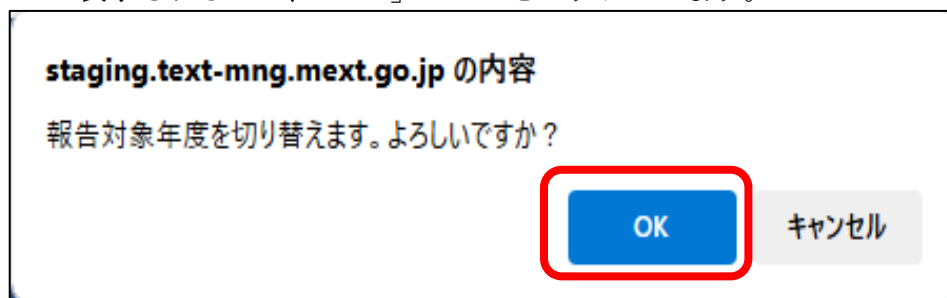 staging.text-mng.mext.go.jp の内容
報告対象年度を切り替えます。よろしいですか？
OK キャンセル